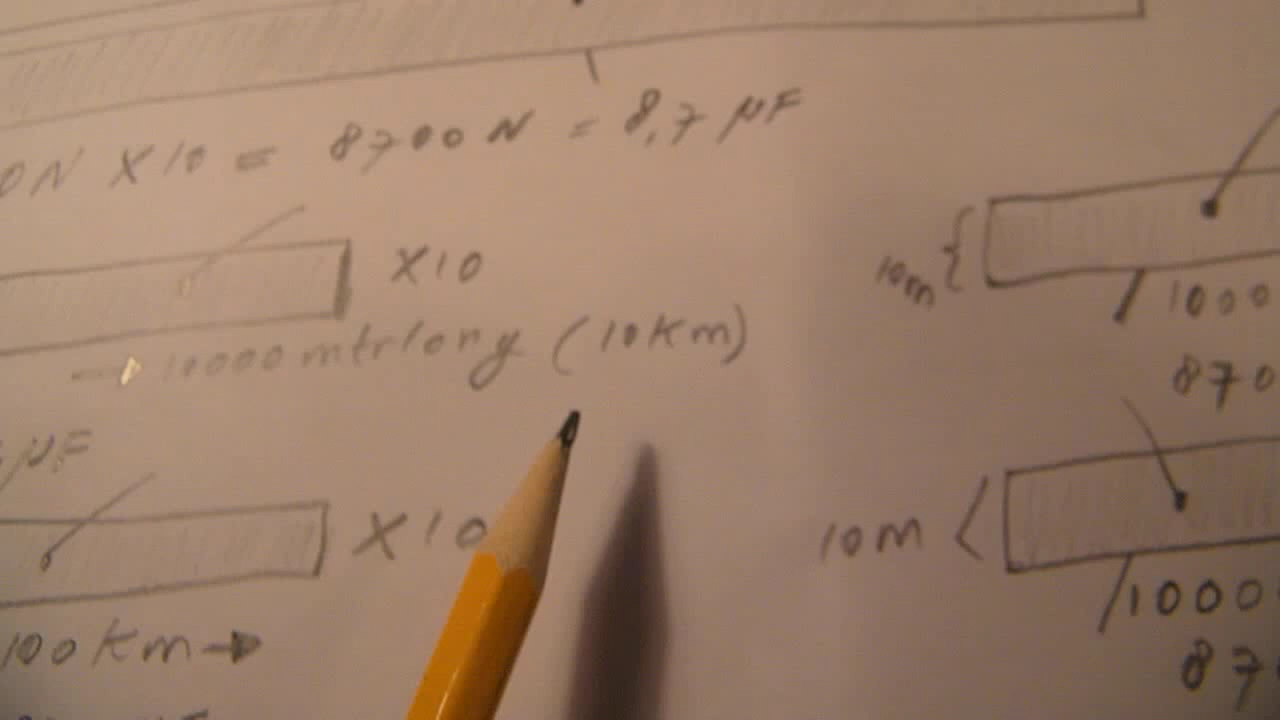 0N X10 = 8700N = 8,7 µF
X10
10000 mtr long (10Km)
µF
X10
100Km
10m
1000
870
10m
1000
87